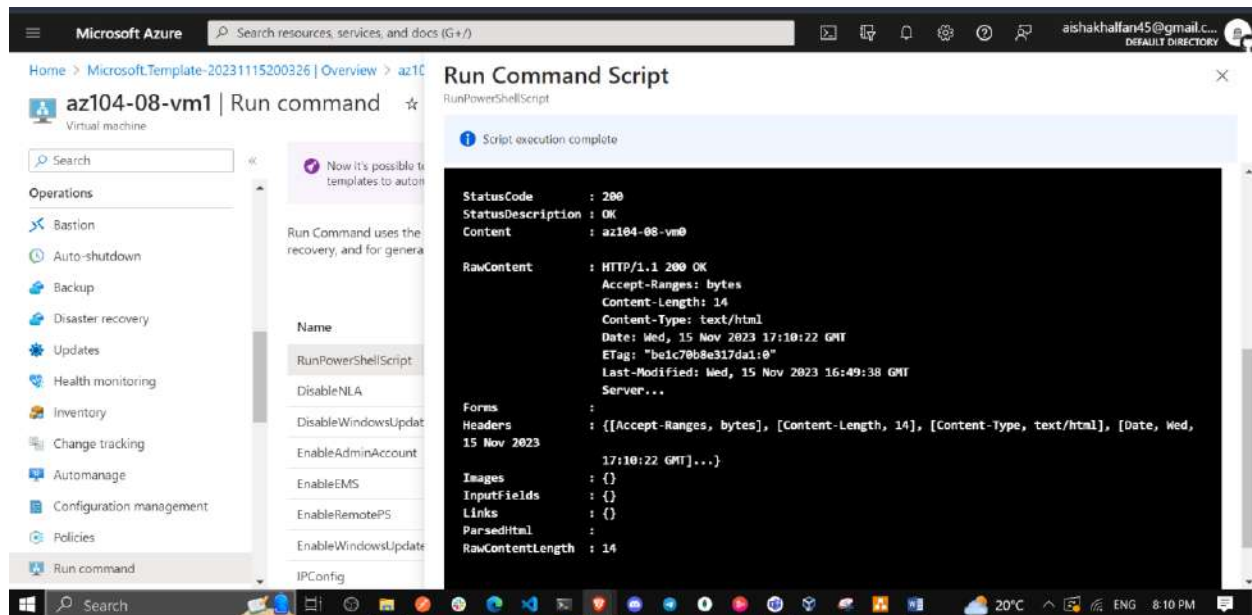 Microsoft Azure
Search resources, services, and docs (G+/)
aishakhalfan45@gmail.c...
DEFAULT DIRECTORY
Home > Microsoft.Template-20231115200326 | Overview > az10
az104-08-vm1 | Run command
Virtual machine
Search
Operations
Bastion
Auto-shutdown
Backup
Disaster recovery
Updates
Health monitoring
Inventory
Change tracking
Automanage
Configuration management
Policies
Run command
Now it's possible to
templates to autom
Run Command uses the
recovery, and for genera
Name
RunPowerShellScript
DisableNLA
DisableWindowsUpdat
EnableAdminAccount
EnableEMS
EnableRemotePS
EnableWindowsUpdate
IPConfig
Run Command Script
RunPowerShellScript
Script execution complete
StatusCode : 200
StatusDescription : OK
Content : az104-08-vm0
RawContent : HTTP/1.1 200 OK
Accept-Ranges: bytes
Content-Length: 14
Content-Type: text/html
Date: Wed, 15 Nov 2023 17:10:22 GMT
ETag: "be1c70b8e317da1:0"
Last-Modified: Wed, 15 Nov 2023 16:49:38 GMT
Server...
Forms :
Headers : {[Accept-Ranges, bytes], [Content-Length, 14], [Content-Type, text/html], [Date, Wed,
15 Nov 2023
17:10:22 GMT]...}
Images : {}
InputFields : {}
Links : {}
ParsedHtml :
RawContentLength : 14
Search
20°C
ENG
8:10 PM